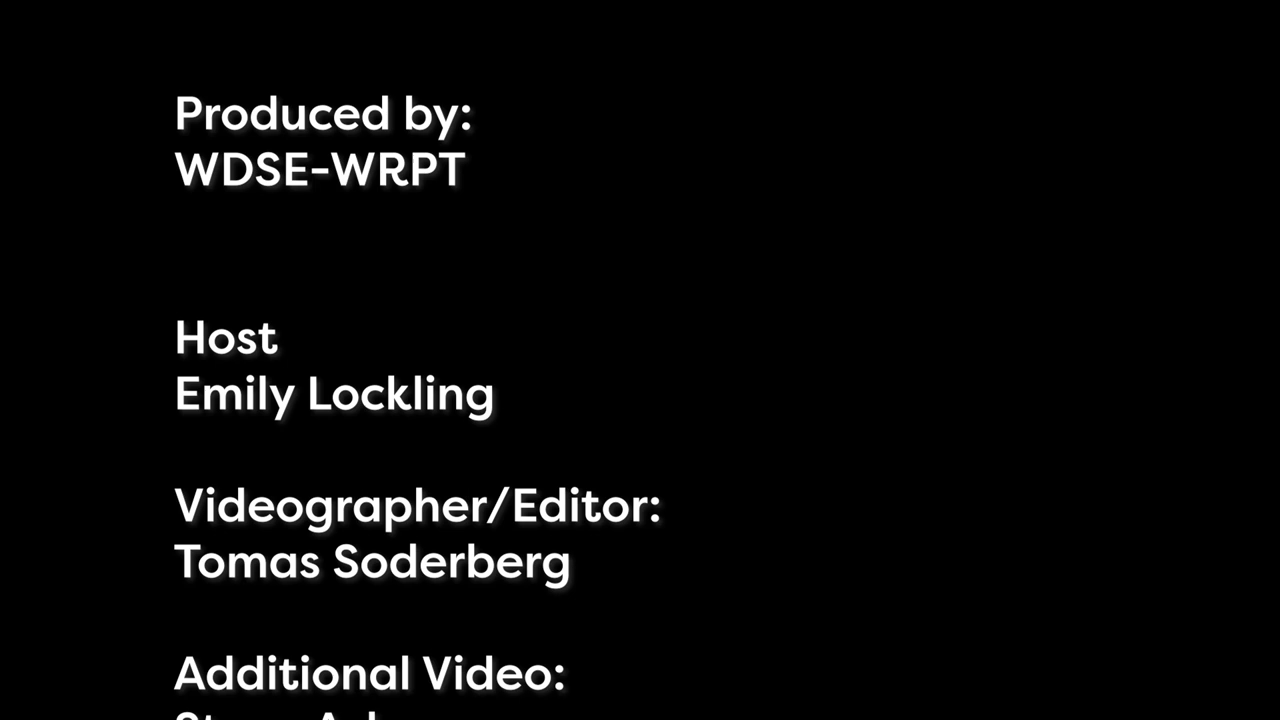 Produced by:
WDSE-WRPT
Host
Emily Lockling
Videographer/Editor:
Tomas Soderberg
Additional Video: